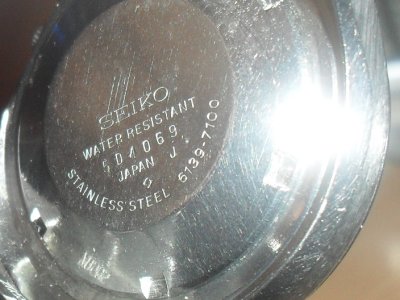 SEIKO
WATER RESISTANT
504069
JAPAN J
STAINLESS STEEL 6139-7100